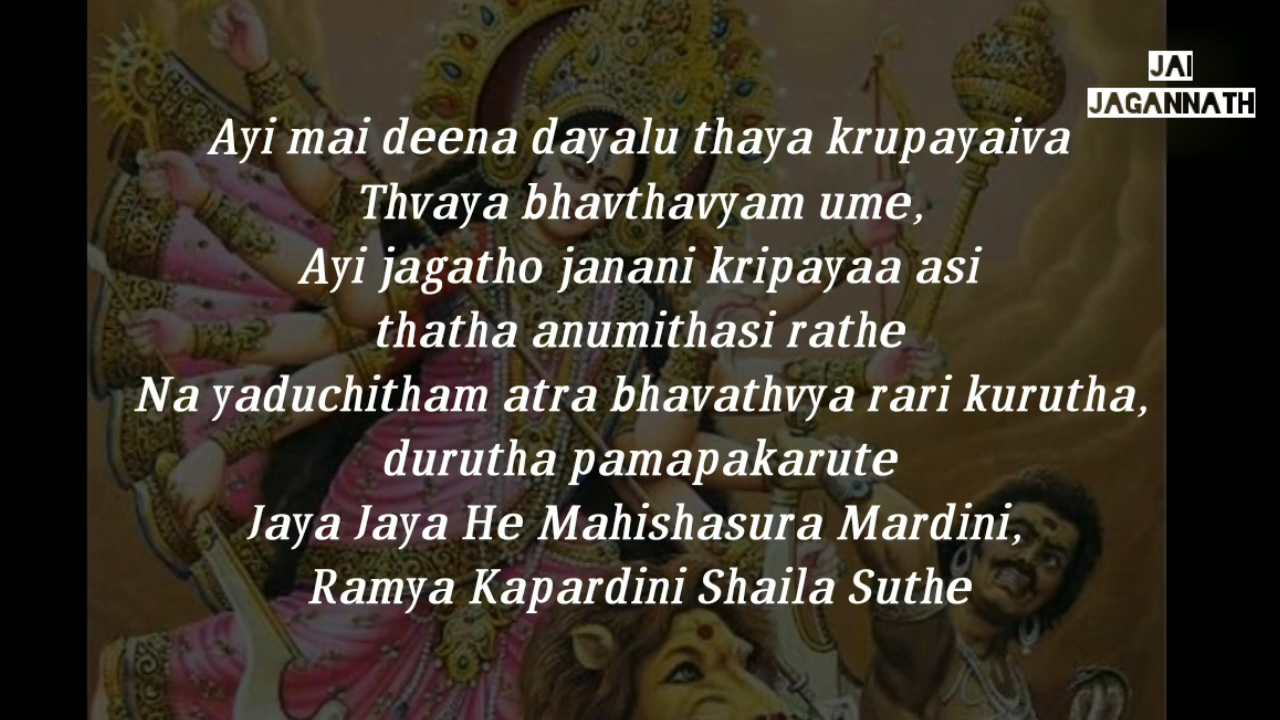 JAI
JAGANNATH
Ayi mai deena dayalu thaya krupayaiva
Thvaya bhavthavyam ume,
Ayi jagatho janani kripayaa asi
thatha anumithasi rathe
Na yaduchitham atra bhavathvya rari kurutha,
durutha pamapakarute
Jaya Jaya He Mahishasura Mardini,
Ramya Kapardini Shaila Suthe